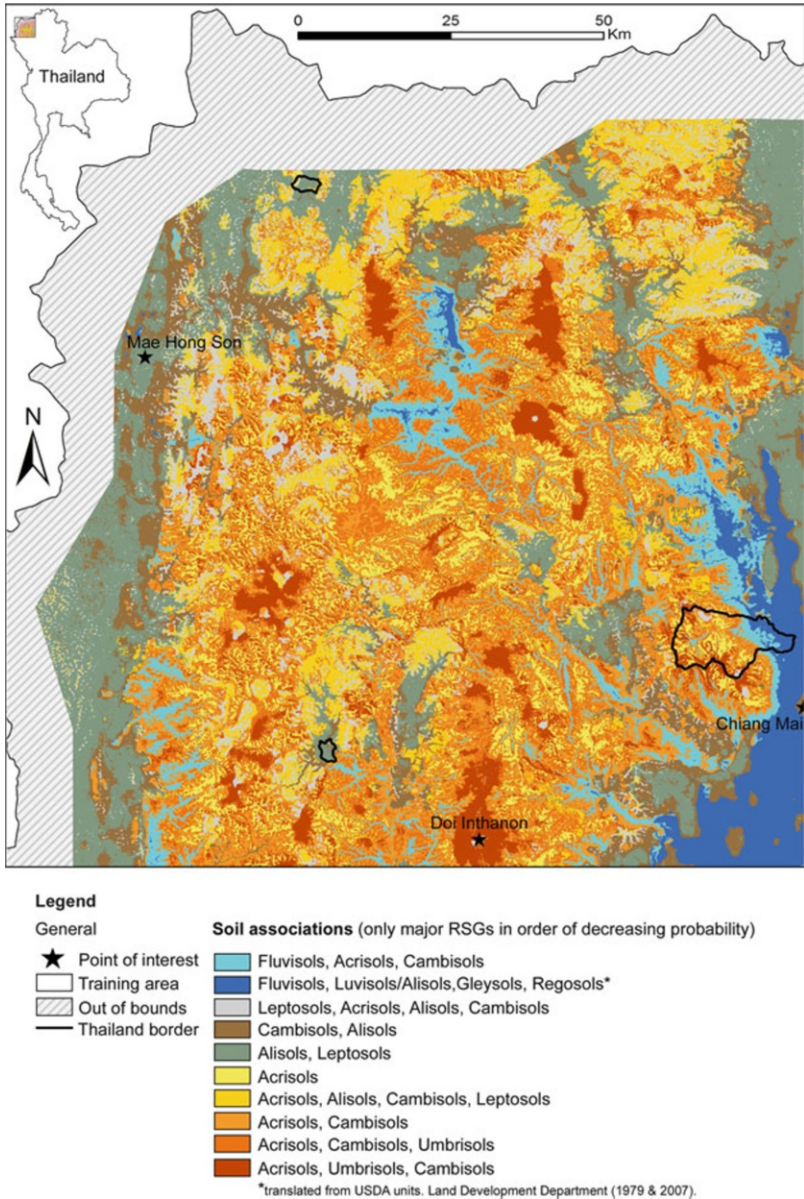 0 25 50
Km
Thailand
Mae Hong Son
N
Chiang Mai
Doi Inthanon
Legend
General
Point of interest
Training area
Out of bounds
Thailand border
Soil associations (only major RSGs in order of decreasing probability)
Fluvisols, Acrisols, Cambisols
Fluvisols, Luvisols/Alisols,Gleysols, Regosols*
Leptosols, Acrisols, Alisols, Cambisols
Cambisols, Alisols
Alisols, Leptosols
Acrisols
Acrisols, Alisols, Cambisols, Leptosols
Acrisols, Cambisols
Acrisols, Cambisols, Umbrisols
Acrisols, Umbrisols, Cambisols
*translated from USDA units. Land Development Department (1979 & 2007).